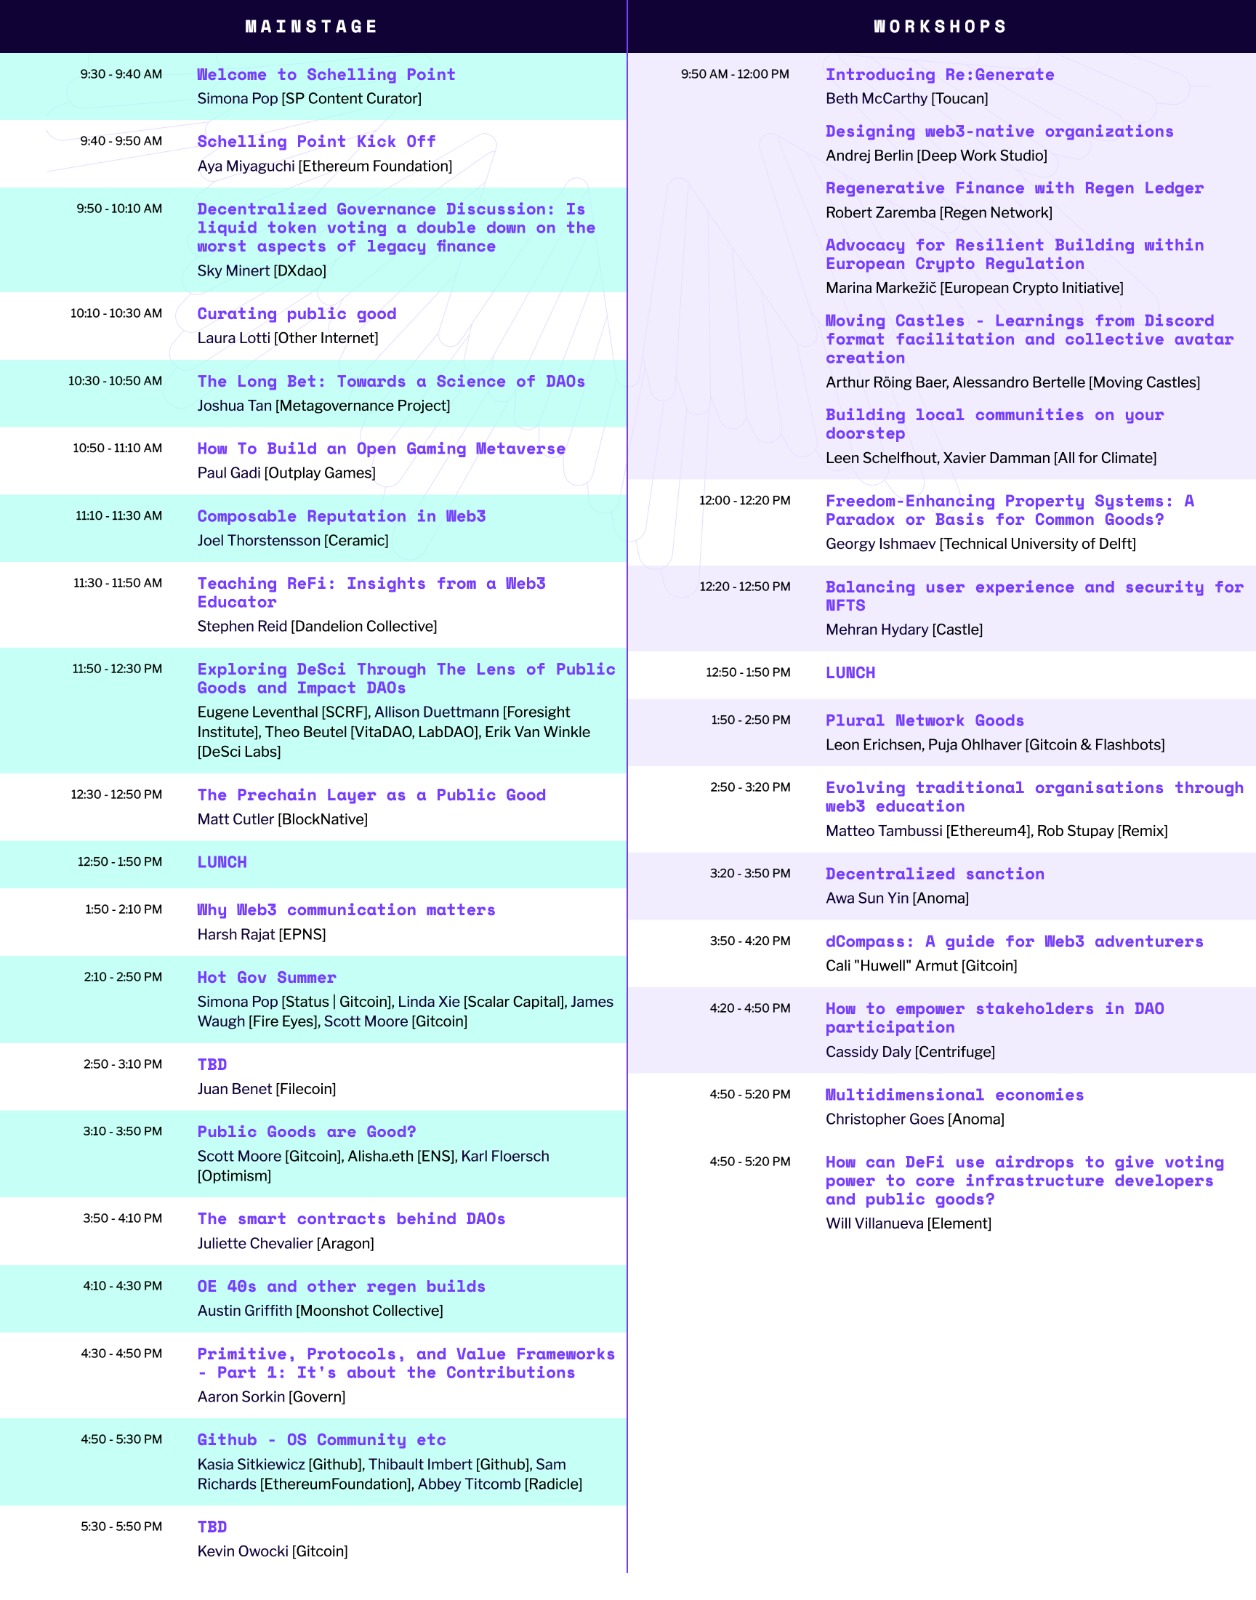 MAINSTAGE
9:30 - 9:40 AM
Welcome to Schelling Point
Simona Pop [SP Content Curator]
9:40 - 9:50 AM
Schelling Point Kick Off
Aya Miyaguchi [Ethereum Foundation]
9:50 - 10:10 AM
Decentralized Governance Discussion: Is
liquid token voting a double down on the
worst aspects of legacy finance
Sky Minert [DXdao]
10:10 - 10:30 AM
Curating public good
Laura Lotti [Other Internet]
10:30 - 10:50 AM
The Long Bet: Towards a Science of DAOs
Joshua Tan [Metagovernance Project]
10:50 - 11:10 AM
How To Build an Open Gaming Metaverse
Paul Gadi [Outplay Games]
11:10 - 11:30 AM
Composable Reputation in Web3
Joel Thorstensson [Ceramic]
11:30 - 11:50 AM
Teaching ReFi: Insights from a Web3
Educator
Stephen Reid [Dandelion Collective]
11:50 - 12:30 PM
Exploring DeSci Through The Lens of Public
Goods and Impact DAOs
Eugene Leventhal [SCRF], Allison Duettmann [Foresight
Institute], Theo Beutel [VitaDAO, LabDAO], Erik Van Winkle
[DeSci Labs]
12:30 - 12:50 PM
The Prechain Layer as a Public Good
Matt Cutler [BlockNative]
12:50 - 1:50 PM
LUNCH
1:50 - 2:10 PM
Why Web3 communication matters
Harsh Rajat [EPNS]
2:10 - 2:50 PM
Hot Gov Summer
Simona Pop [Status | Gitcoin], Linda Xie [Scalar Capital], James
Waugh [Fire Eyes], Scott Moore [Gitcoin]
2:50 - 3:10 PM
TBD
Juan Benet [Filecoin]
3:10 - 3:50 PM
Public Goods are Good?
Scott Moore [Gitcoin], Alisha.eth [ENS], Karl Floersch
[Optimism]
3:50 - 4:10 PM
The smart contracts behind DAOs
Juliette Chevalier [Aragon]
4:10 - 4:30 PM
OE 40s and other regen builds
Austin Griffith [Moonshot Collective]
4:30 - 4:50 PM
Primitive, Protocols, and Value Frameworks
- Part 1: It's about the Contributions
Aaron Sorkin [Govern]
4:50 - 5:30 PM
Github - OS Community etc
Kasia Sitkiewicz [Github], Thibault Imbert [Github], Sam
Richards [EthereumFoundation], Abbey Titcomb [Radicle]
5:30 - 5:50 PM
TBD
Kevin Owocki [Gitcoin]
WORKSHOPS
9:50 AM - 12:00 PM
Introducing Re:Generate
Beth McCarthy [Toucan]
Designing web3-native organizations
Andrej Berlin [Deep Work Studio]
Regenerative Finance with Regen Ledger
Robert Zaremba [Regen Network]
Advocacy for Resilient Building within
European Crypto Regulation
Marina Markežič [European Crypto Initiative]
Moving Castles - Learnings from Discord
format facilitation and collective avatar
creation
Arthur Röing Baer, Alessandro Bertelle [Moving Castles]
Building local communities on your
doorstep
Leen Schelfhout, Xavier Damman [All for Climate]
12:00 - 12:20 PM
Freedom-Enhancing Property Systems: A
Paradox or Basis for Common Goods?
Georgy Ishmaev [Technical University of Delft]
12:20 - 12:50 PM
Balancing user experience and security for
NFTS
Mehran Hydary [Castle]
12:50 - 1:50 PM
LUNCH
1:50 - 2:50 PM
Plural Network Goods
Leon Erichsen, Puja Ohlhaver [Gitcoin & Flashbots]
2:50 - 3:20 PM
Evolving traditional organisations through
web3 education
Matteo Tambussi [Ethereum4], Rob Stupay [Remix]
3:20 - 3:50 PM
Decentralized sanction
Awa Sun Yin [Anoma]
3:50 - 4:20 PM
dCompass: A guide for Web3 adventurers
Cali "Huwell" Armut [Gitcoin]
4:20 - 4:50 PM
How to empower stakeholders in DAO
participation
Cassidy Daly [Centrifuge]
4:50 - 5:20 PM
Multidimensional economies
Christopher Goes [Anoma]
4:50 - 5:20 PM
How can DeFi use airdrops to give voting
power to core infrastructure developers
and public goods?
Will Villanueva [Element]